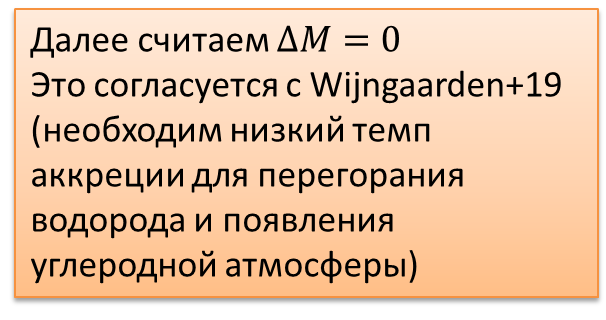 Далее считаем ΔM = 0
Это согласуется с Wijngaarden+19
(необходим низкий темп
аккреции для перегорания
водорода и появления
углеродной атмосферы)